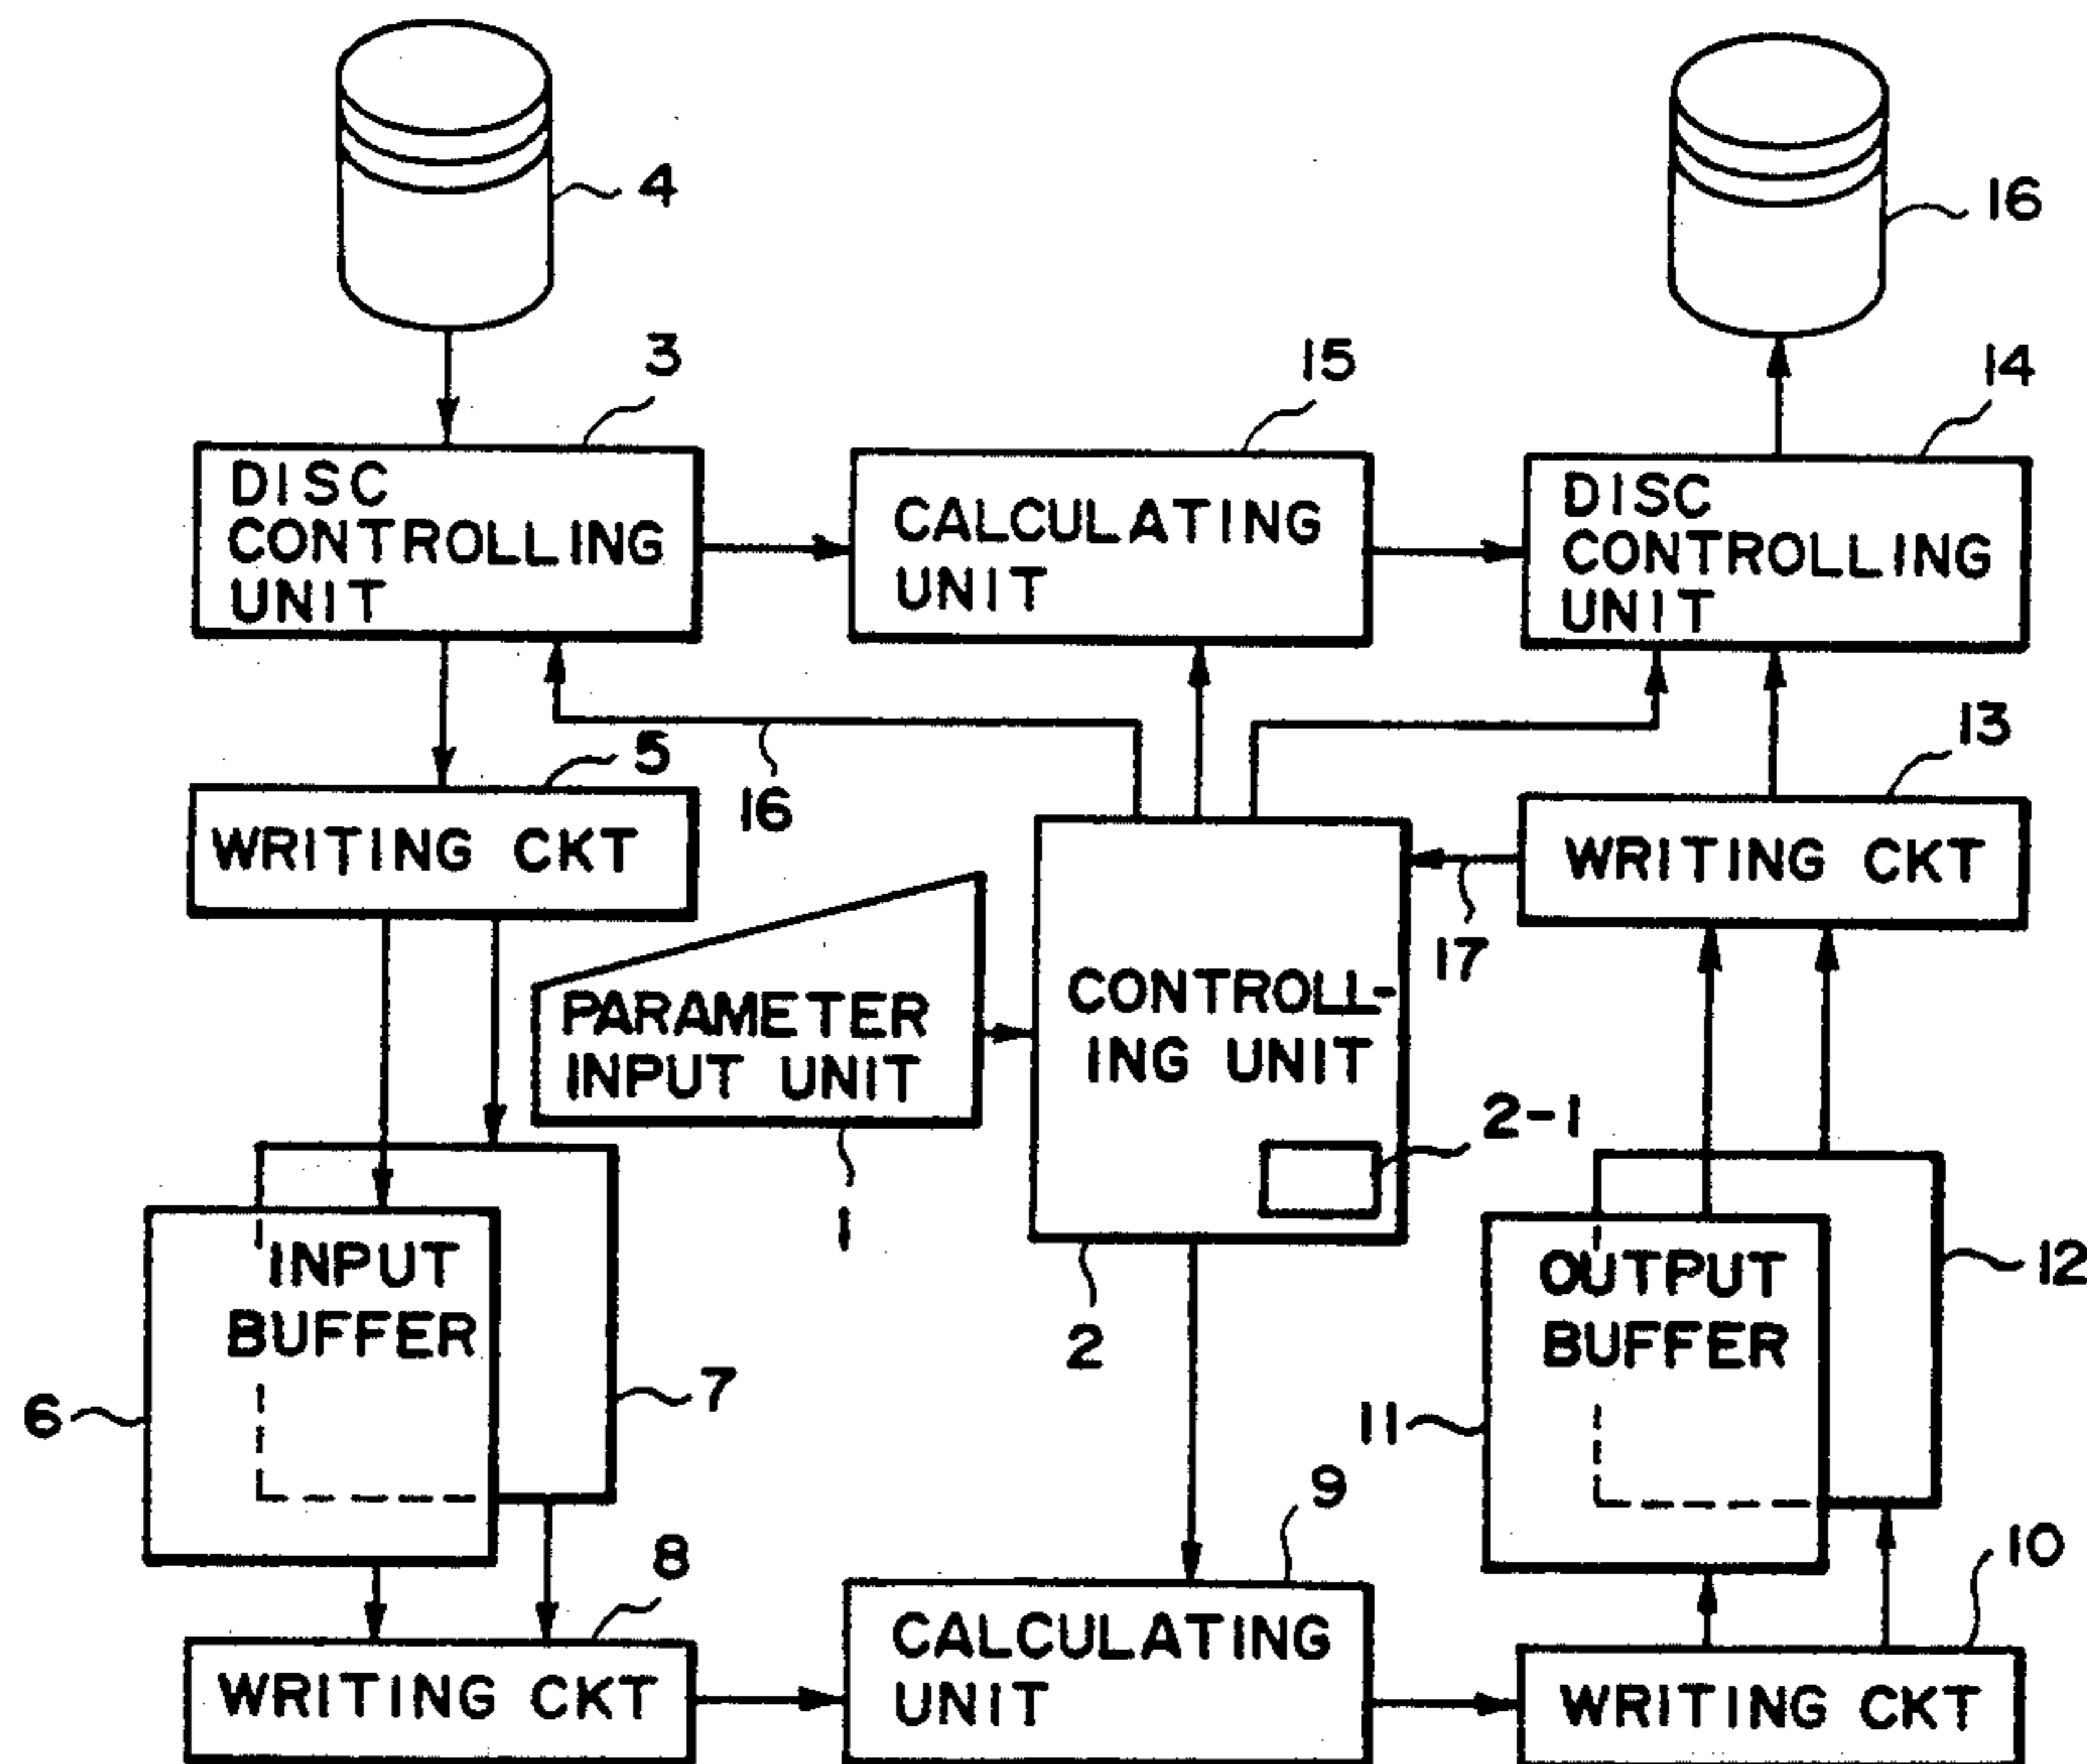 4
16
3
15
14
DISC
CONTROLLING
UNIT
CALCULATING
UNIT
DISC
CONTROLLING
UNIT
5
16
13
WRITING CKT
WRITING CKT
17
PARAMETER
INPUT UNIT
CONTROLL-
ING UNIT
2-1
1
2
INPUT
BUFFER
OUTPUT
BUFFER
12
6
7
11
8
9
10
WRITING CKT
CALCULATING
UNIT
WRITING CKT